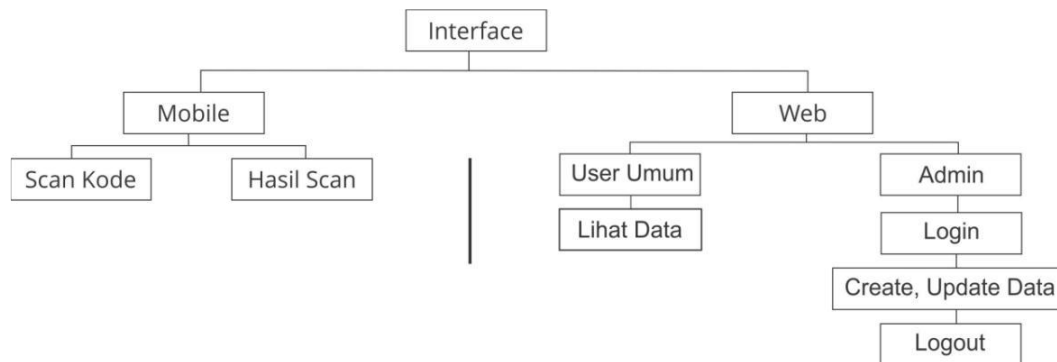 Interface
Mobile
Web
Scan Kode
Hasil Scan
User Umum
Admin
Lihat Data
Login
Create, Update Data
Logout